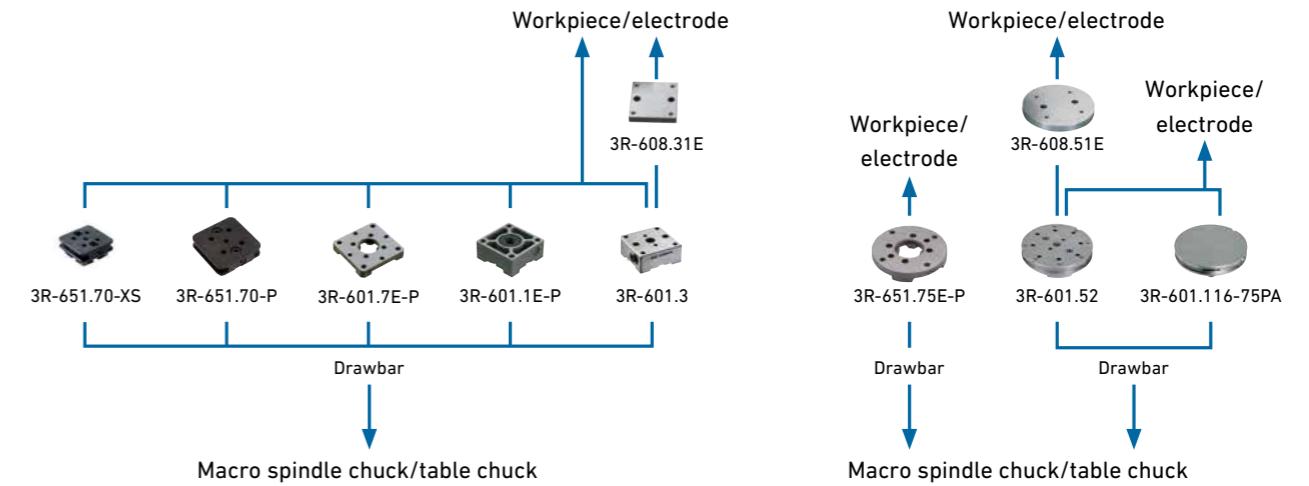 Workpiece/electrode
3R-608.31E
3R-651.70-XS
3R-651.70-P
3R-601.7E-P
3R-601.1E-P
3R-601.3
Drawbar
Macro spindle chuck/table chuck
Workpiece/electrode
Workpiece/
electrode
Workpiece/
electrode
3R-608.51E
3R-651.75E-P
3R-601.52
3R-601.116-75PA
Drawbar
Drawbar
Macro spindle chuck/table chuck